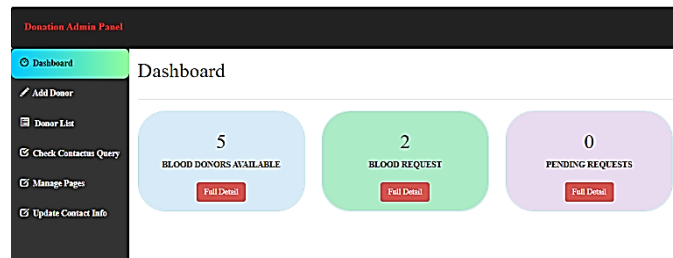 Donation Admin Panel
Dashboard
Add Donor
Donor List
Check Contactus Query
Manage Pages
Update Contact Info
Dashboard
5
BLOOD DONORS AVAILABLE
Full Detail
2
BLOOD REQUEST
Full Detail
0
PENDING REQUESTS
Full Detail